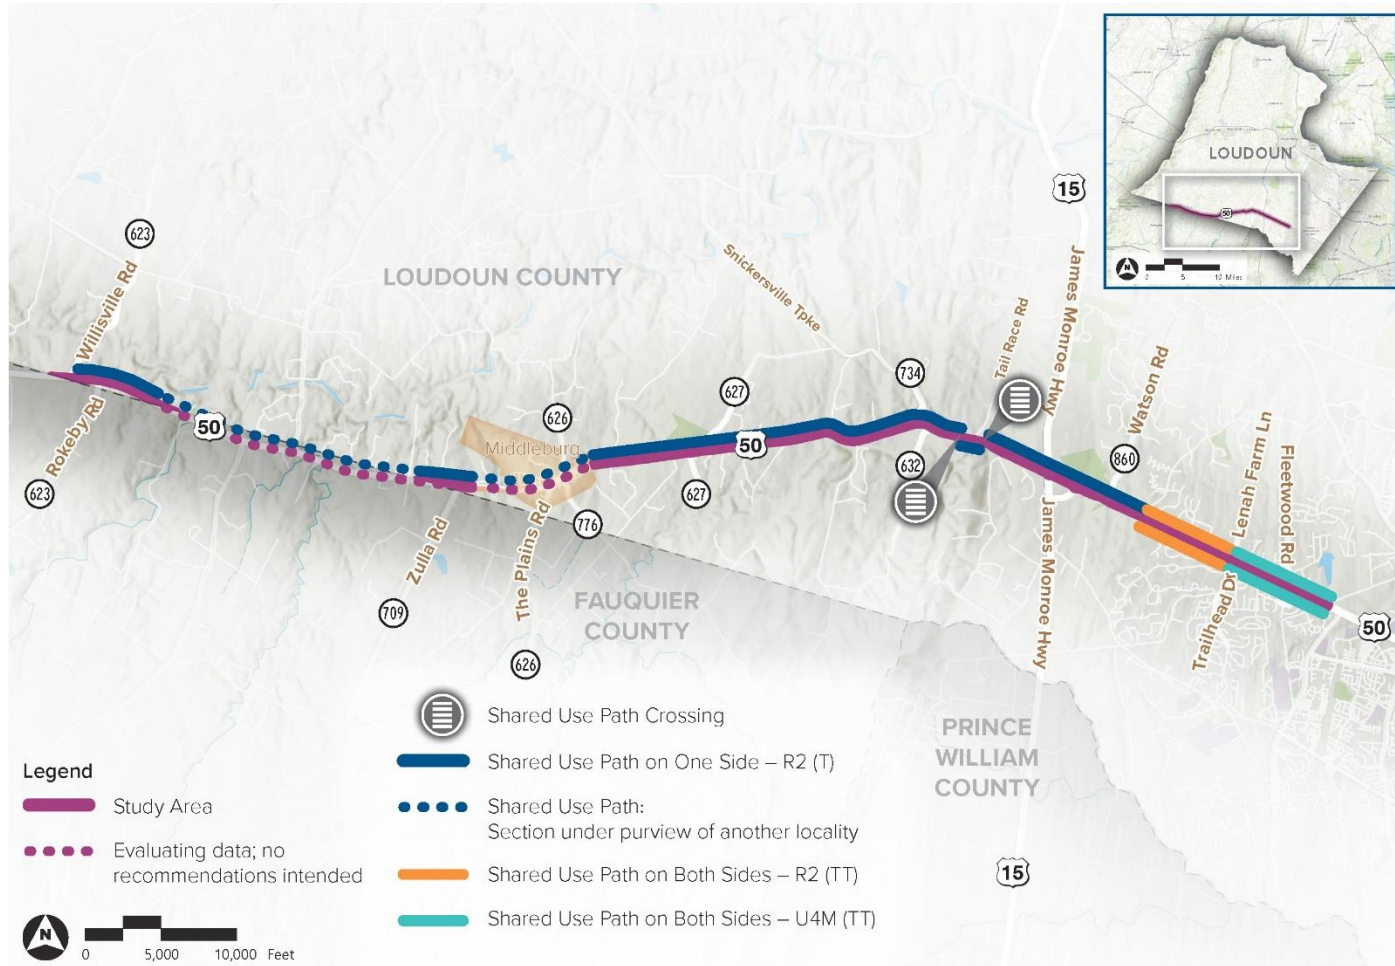 LOUDOUN
50
N
0 5 10 Miles
15
623
Willisville Rd
LOUDOUN COUNTY
Snickersville Tpke
Tail Race Rd
James Monroe Hwy
Watson Rd
734
627
626
Middleburg
50
50
Rokeby Rd
623
632
860
Lenah Farm Ln
Fleetwood Rd
627
776
Zulla Rd
The Plains Rd
James Monroe Hwy
Trailhead Dr
709
FAUQUIER
COUNTY
50
626
Shared Use Path Crossing
PRINCE
WILLIAM
COUNTY
15
Legend
Study Area
Evaluating data; no
recommendations intended
Shared Use Path on One Side – R2 (T)
Shared Use Path:
Section under purview of another locality
Shared Use Path on Both Sides – R2 (TT)
Shared Use Path on Both Sides – U4M (TT)
N
0 5,000 10,000 Feet